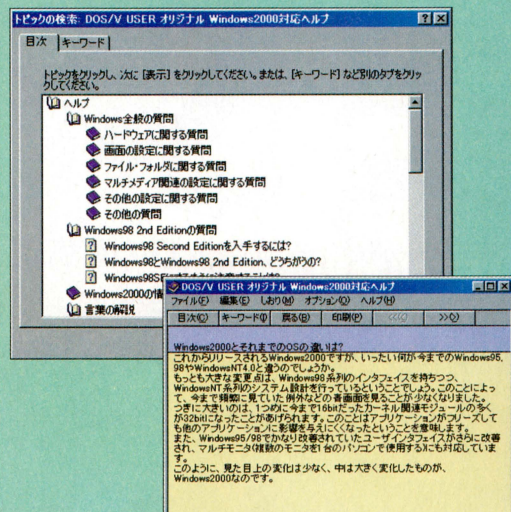 トピックの検索: DOS/V USER オリジナル Windows2000対応ヘルプ
目次 キーワード
トピックをクリックし、次に [表示] をクリックしてください。または、[キーワード] など別のタブをクリッ
クしてください。
ヘルプ
Windows全般の質問
ハードウェアに関する質問
画面の設定に関する質問
ファイル・フォルダに関する質問
マルチメディア関連の設定に関する質問
その他の設定に関する質問
その他の質問
Windows98 2nd Editionの質問
Windows98 Second Editionを入手するには?
Windows98とWindows98 2nd Edition、どうちがうの?
Windows2000の情
言葉の解説
DOS/V USER オリジナル Windows2000対応ヘルプ
ファイル(F) 編集(E) しおり(M) オプション(O) ヘルプ(H)
目次(C) キーワード(I) 戻る(B) 印刷(P) <<(,) >>(.)
Windows2000とそれまでのOSの違いは?
これからリリースされるWindows2000ですが、いったい何が今までのWindows95,
98やWindowsNT4.0と違うのでしょうか。
もっとも大きな変更点は、Windows98系列のインタフェイスを持ちつつ、
WindowsNT系列のシステム設計を行っているということでしょう。このことによっ
て、今まで頻繁に見ていた例外などの青画面を見ることが少なくなりました。
つぎに大きいのは、1つめに今まで16bitだったカーネル関連モジュールの多く
が32bitになったことがあげられます。このことはアプリケーションがフリーズして
も他のアプリケーションに影響を与えにくくなったということを意味します。
また、Windows95/98でかなり改善されていたユーザインタフェイスがさらに改善
され、マルチモニタ(複数のモニタを1台のパソコンで使用する)にも対応していま
す。
このように、見た目上の変化は少なく、中は大きく変化したものが、
Windows2000なのです。